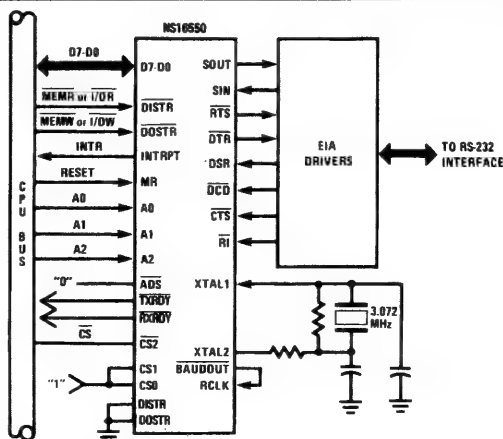 NS16550
D7-D0 D7-D0 SOUT
MEMR or I/OR DISTR SIN
MEMW or I/OW DOSTR RTS
INTR INTRPT DTR
RESET MR DSR
A0 A0 DCD
A1 A1 CTS
A2 A2 RI
"0" ADS XTAL1
TXRDY
RXRDY
CS CS2 XTAL2
"1" CS1 BAUDOUT
CS0 RCLK
DISTR
DOSTR
CPU BUS
EIA
DRIVERS
TO RS-232
INTERFACE
3.072
MHz